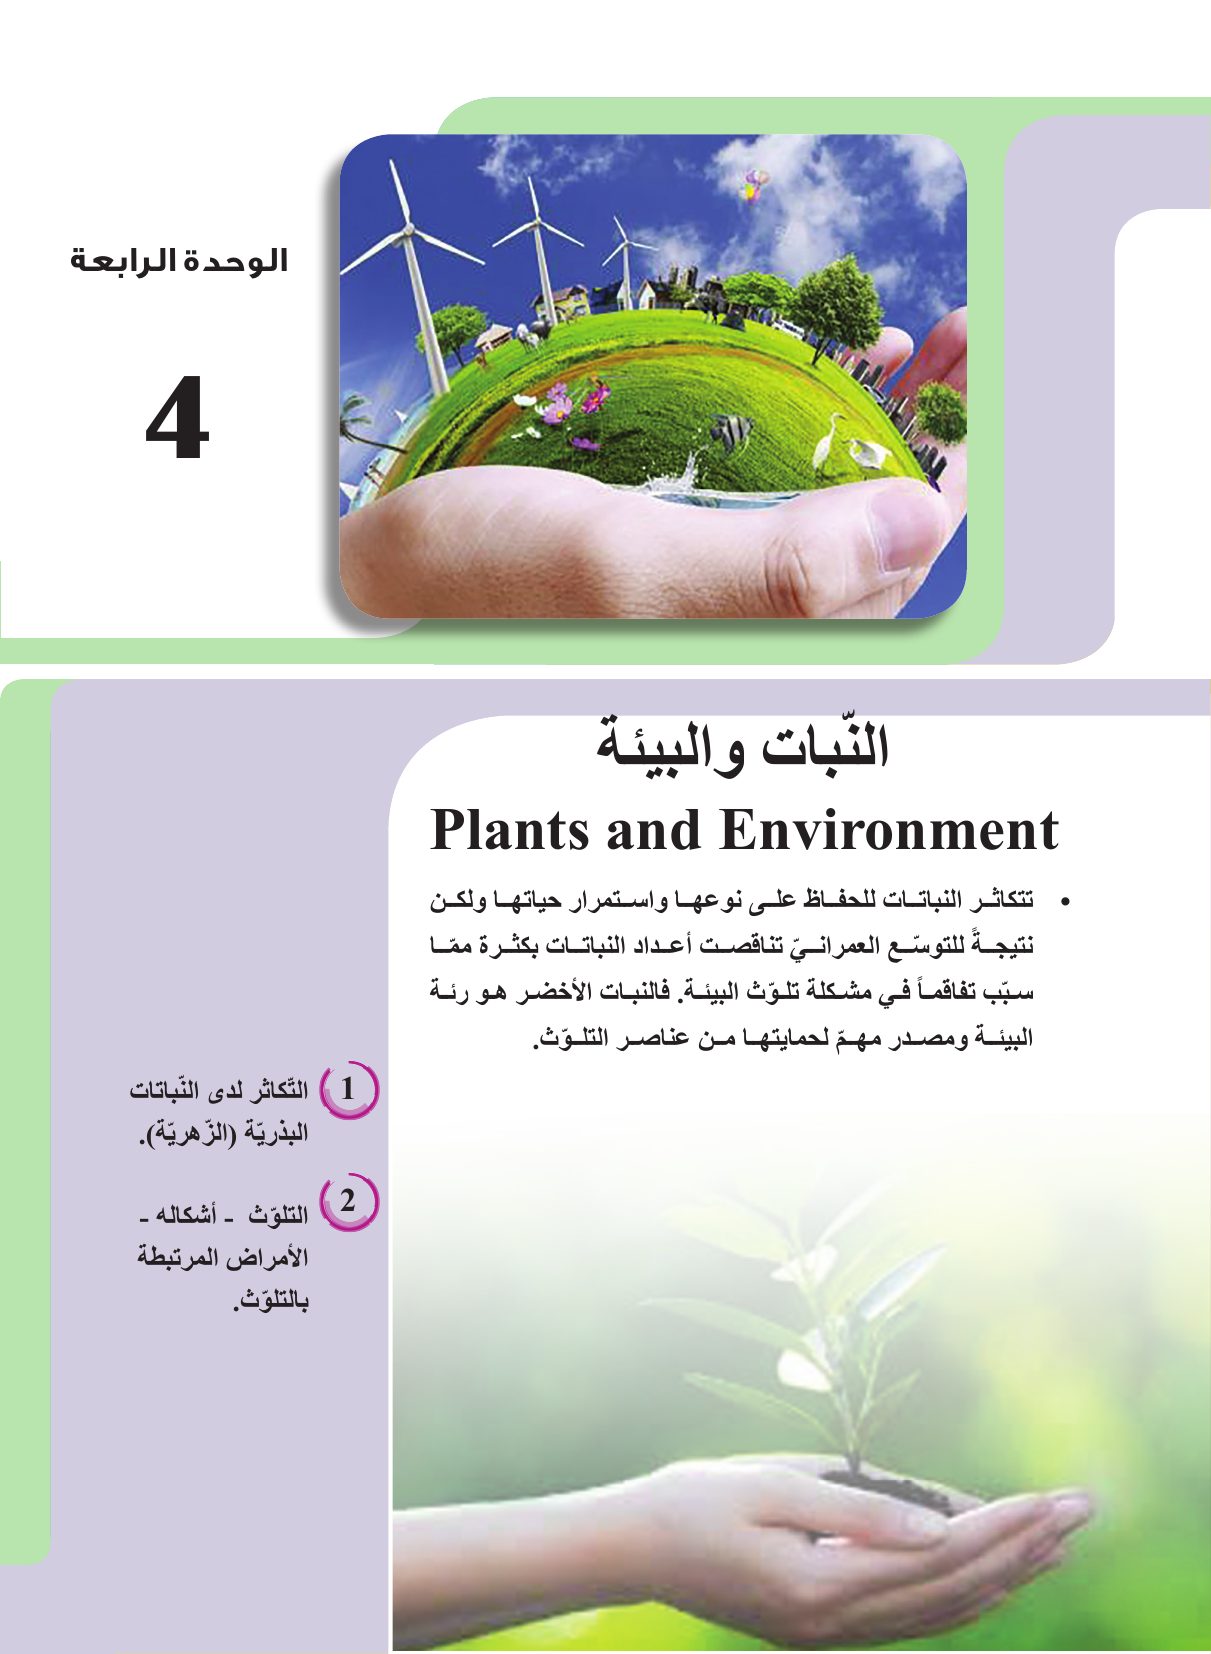 الوحدة الرابعة
4
النّبات والبيئة
Plants and Environment
• تتكاثر النباتات للحفاظ على نوعها واستمرار حياتها ولكن
نتيجةً للتوسّع العمرانيّ تناقصت أعداد النباتات بكثرة ممّا
سبّب تفاقماً في مشكلة تلوّث البيئة. فالنبات الأخضر هو رئة
البيئة ومصدر مهمّ لحمايتها من عناصر التلوّث.
1 التّكاثر لدى النّباتات
البذريّة (الزّهريّة).
2 التلوّث - أشكاله -
الأمراض المرتبطة
بالتلوّث.